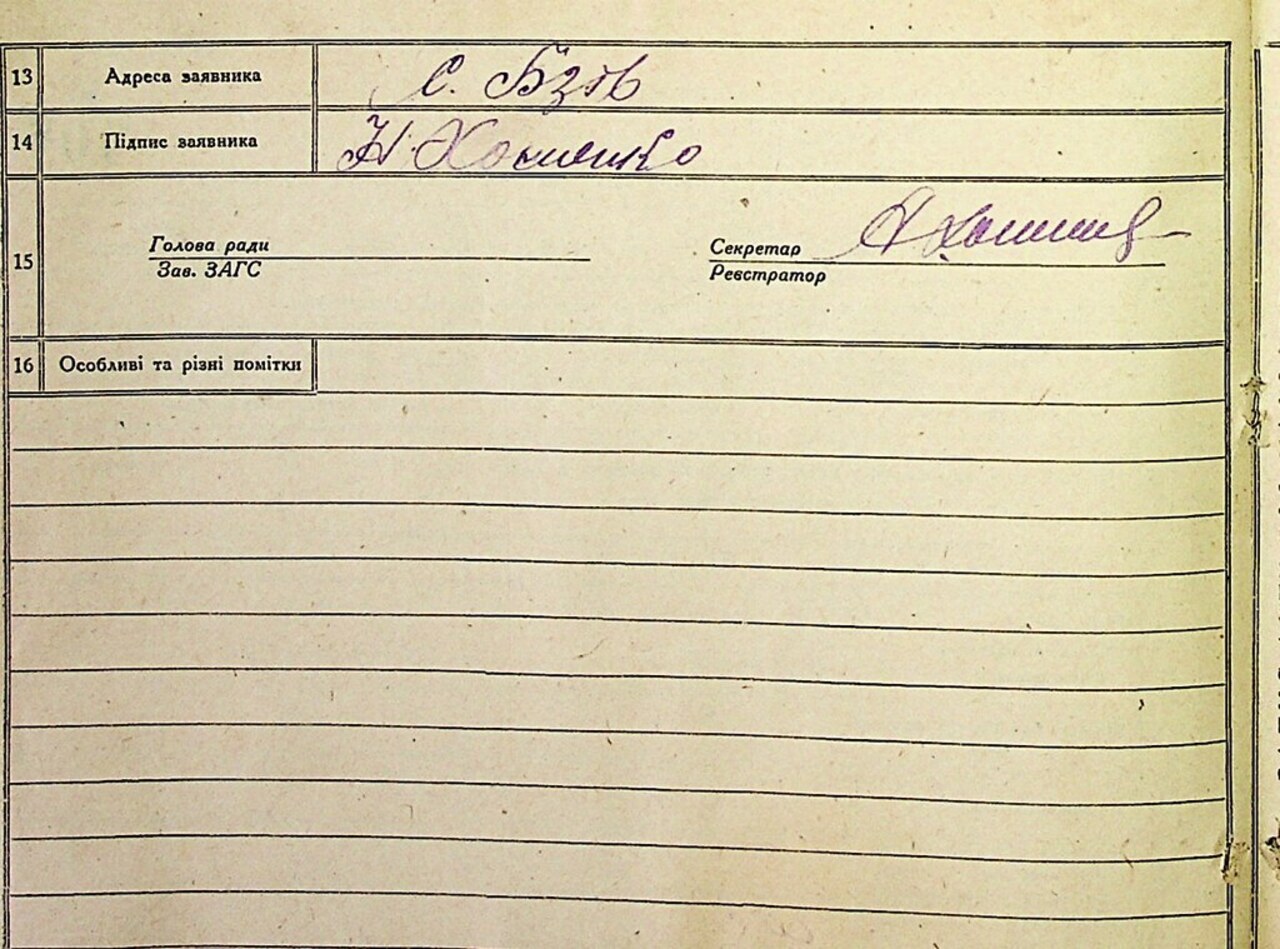 13 Адреса заявника с. Бзів
14 Підпис заявника Н. Хоменко
15 Голова ради Секретар
Зав. ЗАГС Реєстратор
16 Особливі та різні помітки